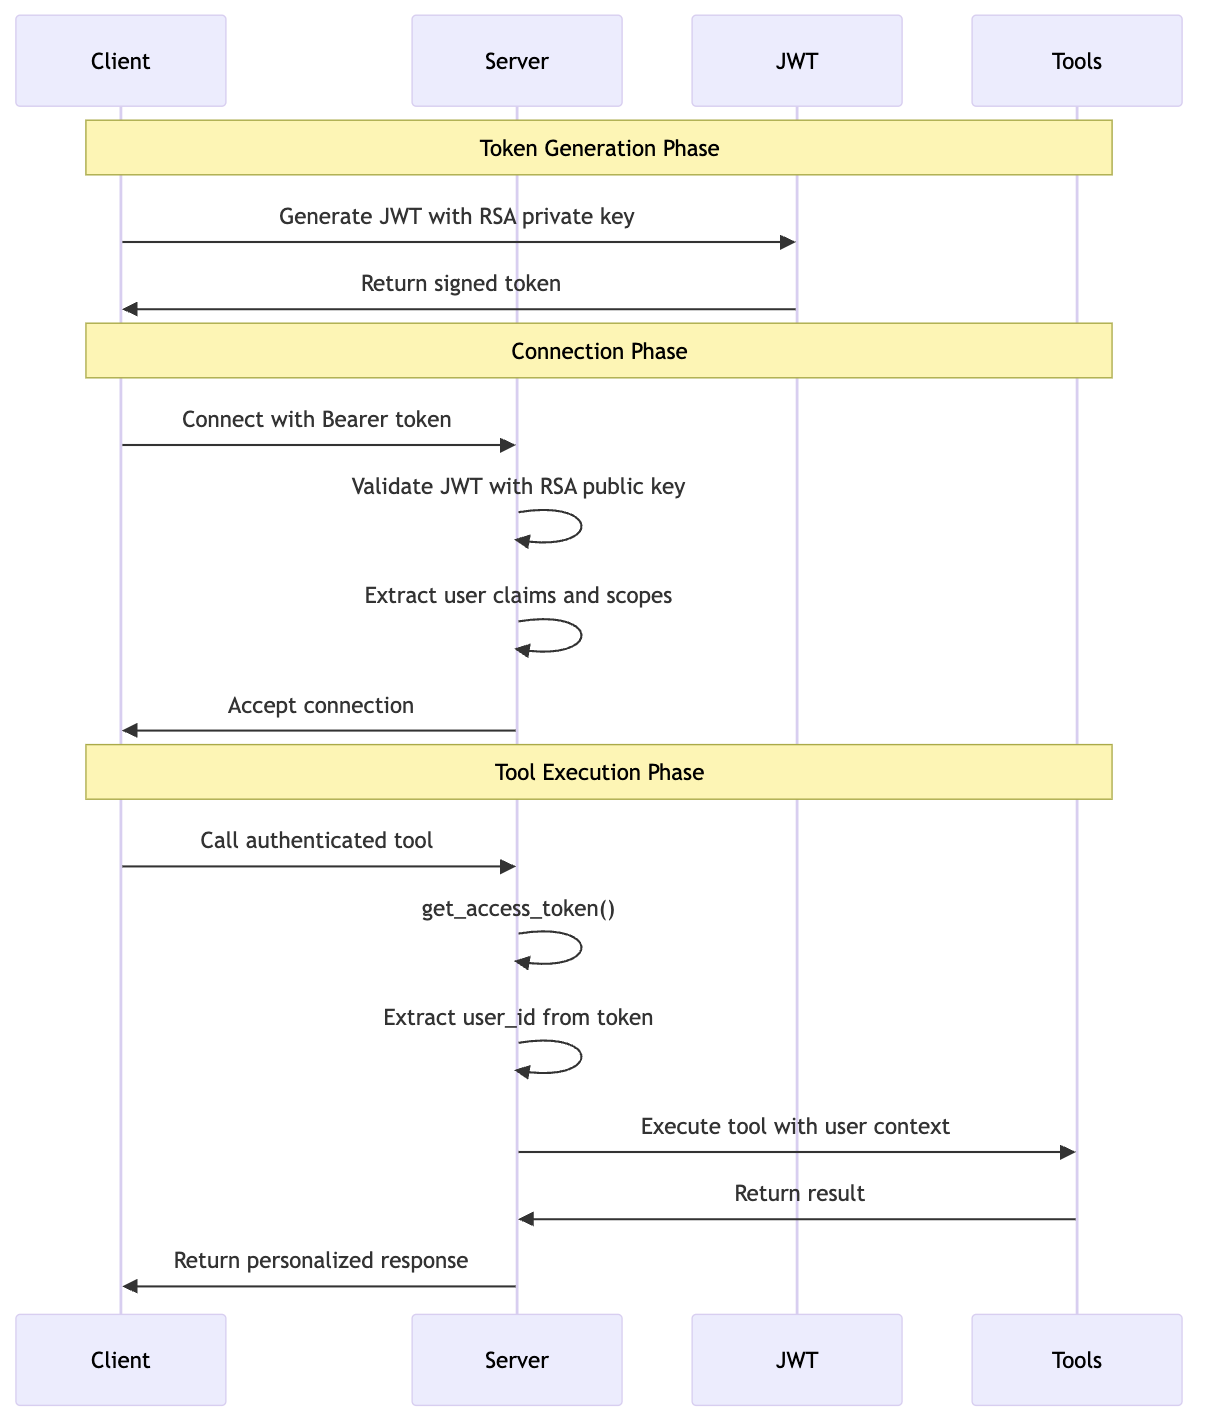 Client
Server
JWT
Tools
Token Generation Phase
Generate JWT with RSA private key
Return signed token
Connection Phase
Connect with Bearer token
Validate JWT with RSA public key
Extract user claims and scopes
Accept connection
Tool Execution Phase
Call authenticated tool
get_access_token()
Extract user_id from token
Execute tool with user context
Return result
Return personalized response
Client
Server
JWT
Tools